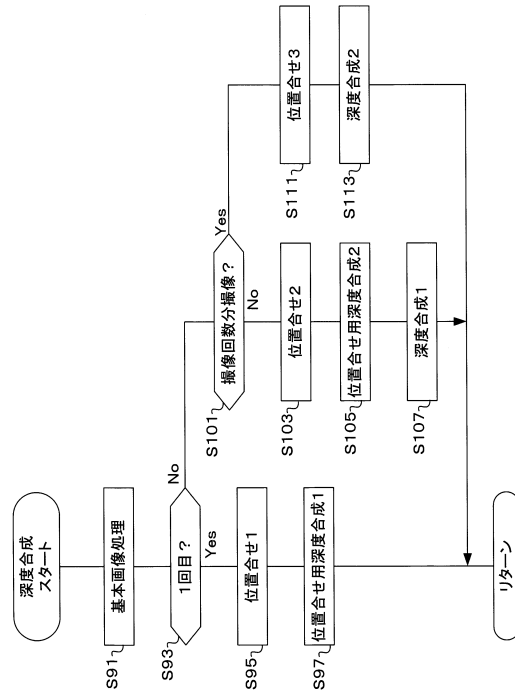 深度合成
スタート
S91
基本画像処理
S93
1回目？
No
Yes
S95
位置合せ1
S97
位置合せ用深度合成1
S101
撮像回数分撮像？
Yes
No
S103
位置合せ2
S105
位置合せ用深度合成2
S107
深度合成1
S111
位置合せ3
S113
深度合成2
リターン